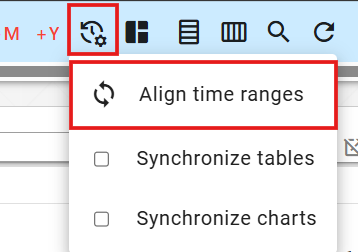 M +Y
Align time ranges
Synchronize tables
Synchronize charts